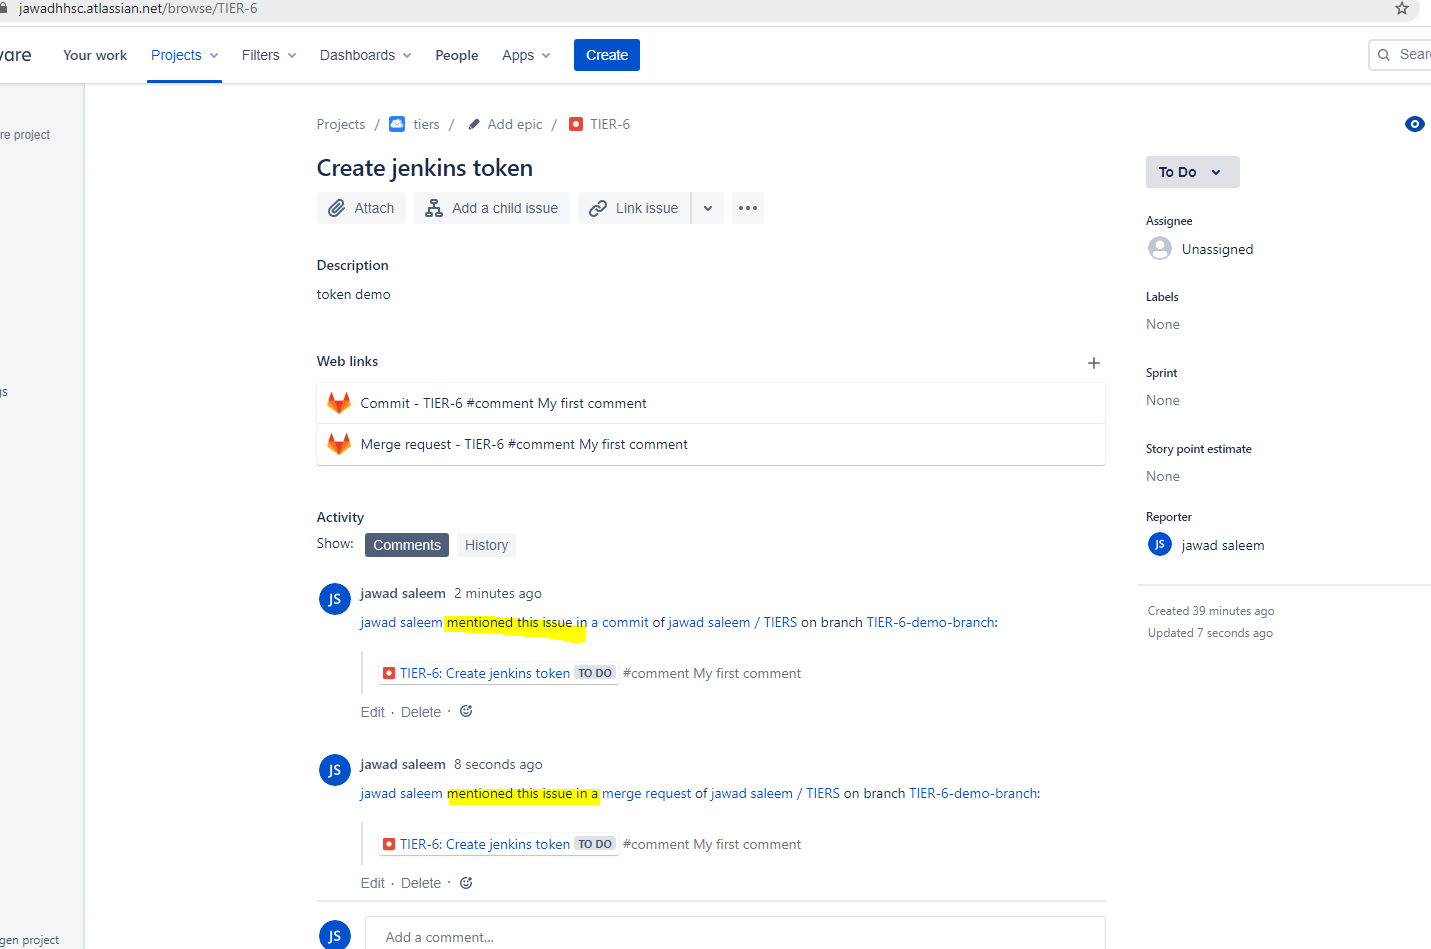 jawadhhsc.atlassian.net/browse/TIER-6
vare Your work Projects Filters Dashboards People Apps Create Sear
re project
Projects / tiers / Add epic / TIER-6
Create jenkins token
To Do
Attach Add a child issue Link issue
Assignee
Unassigned
Description
token demo
Labels
None
Web links
Sprint
None
Commit - TIER-6 #comment My first comment
Merge request - TIER-6 #comment My first comment
Story point estimate
None
Activity
Show: Comments History
Reporter
JS jawad saleem
gs
JS jawad saleem 2 minutes ago
jawad saleem mentioned this issue in a commit of jawad saleem / TIERS on branch TIER-6-demo-branch:
TIER-6: Create jenkins token TO DO #comment My first comment
Edit · Delete ·
Created 39 minutes ago
Updated 7 seconds ago
JS jawad saleem 8 seconds ago
jawad saleem mentioned this issue in a merge request of jawad saleem / TIERS on branch TIER-6-demo-branch:
TIER-6: Create jenkins token TO DO #comment My first comment
Edit · Delete ·
JS Add a comment...
gen project